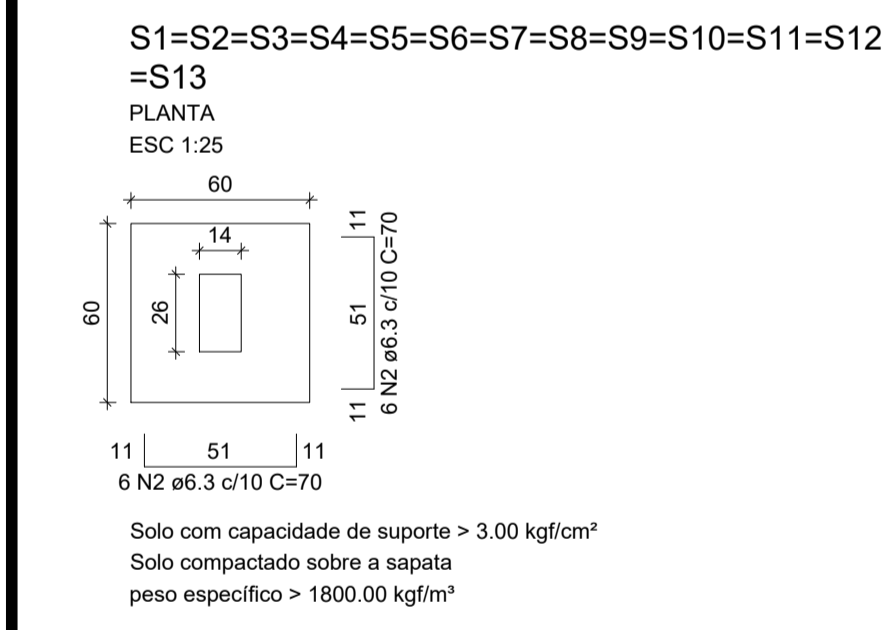 S1=S2=S3=S4=S5=S6=S7=S8=S9=S10=S11=S12
=S13
PLANTA
ESC 1:25
60
14
60
26
11
51
11
6 N2 ø6.3 c/10 C=70
11
51
11
6 N2 ø6.3 c/10 C=70
Solo com capacidade de suporte > 3.00 kgf/cm²
Solo compactado sobre a sapata
peso específico > 1800.00 kgf/m³